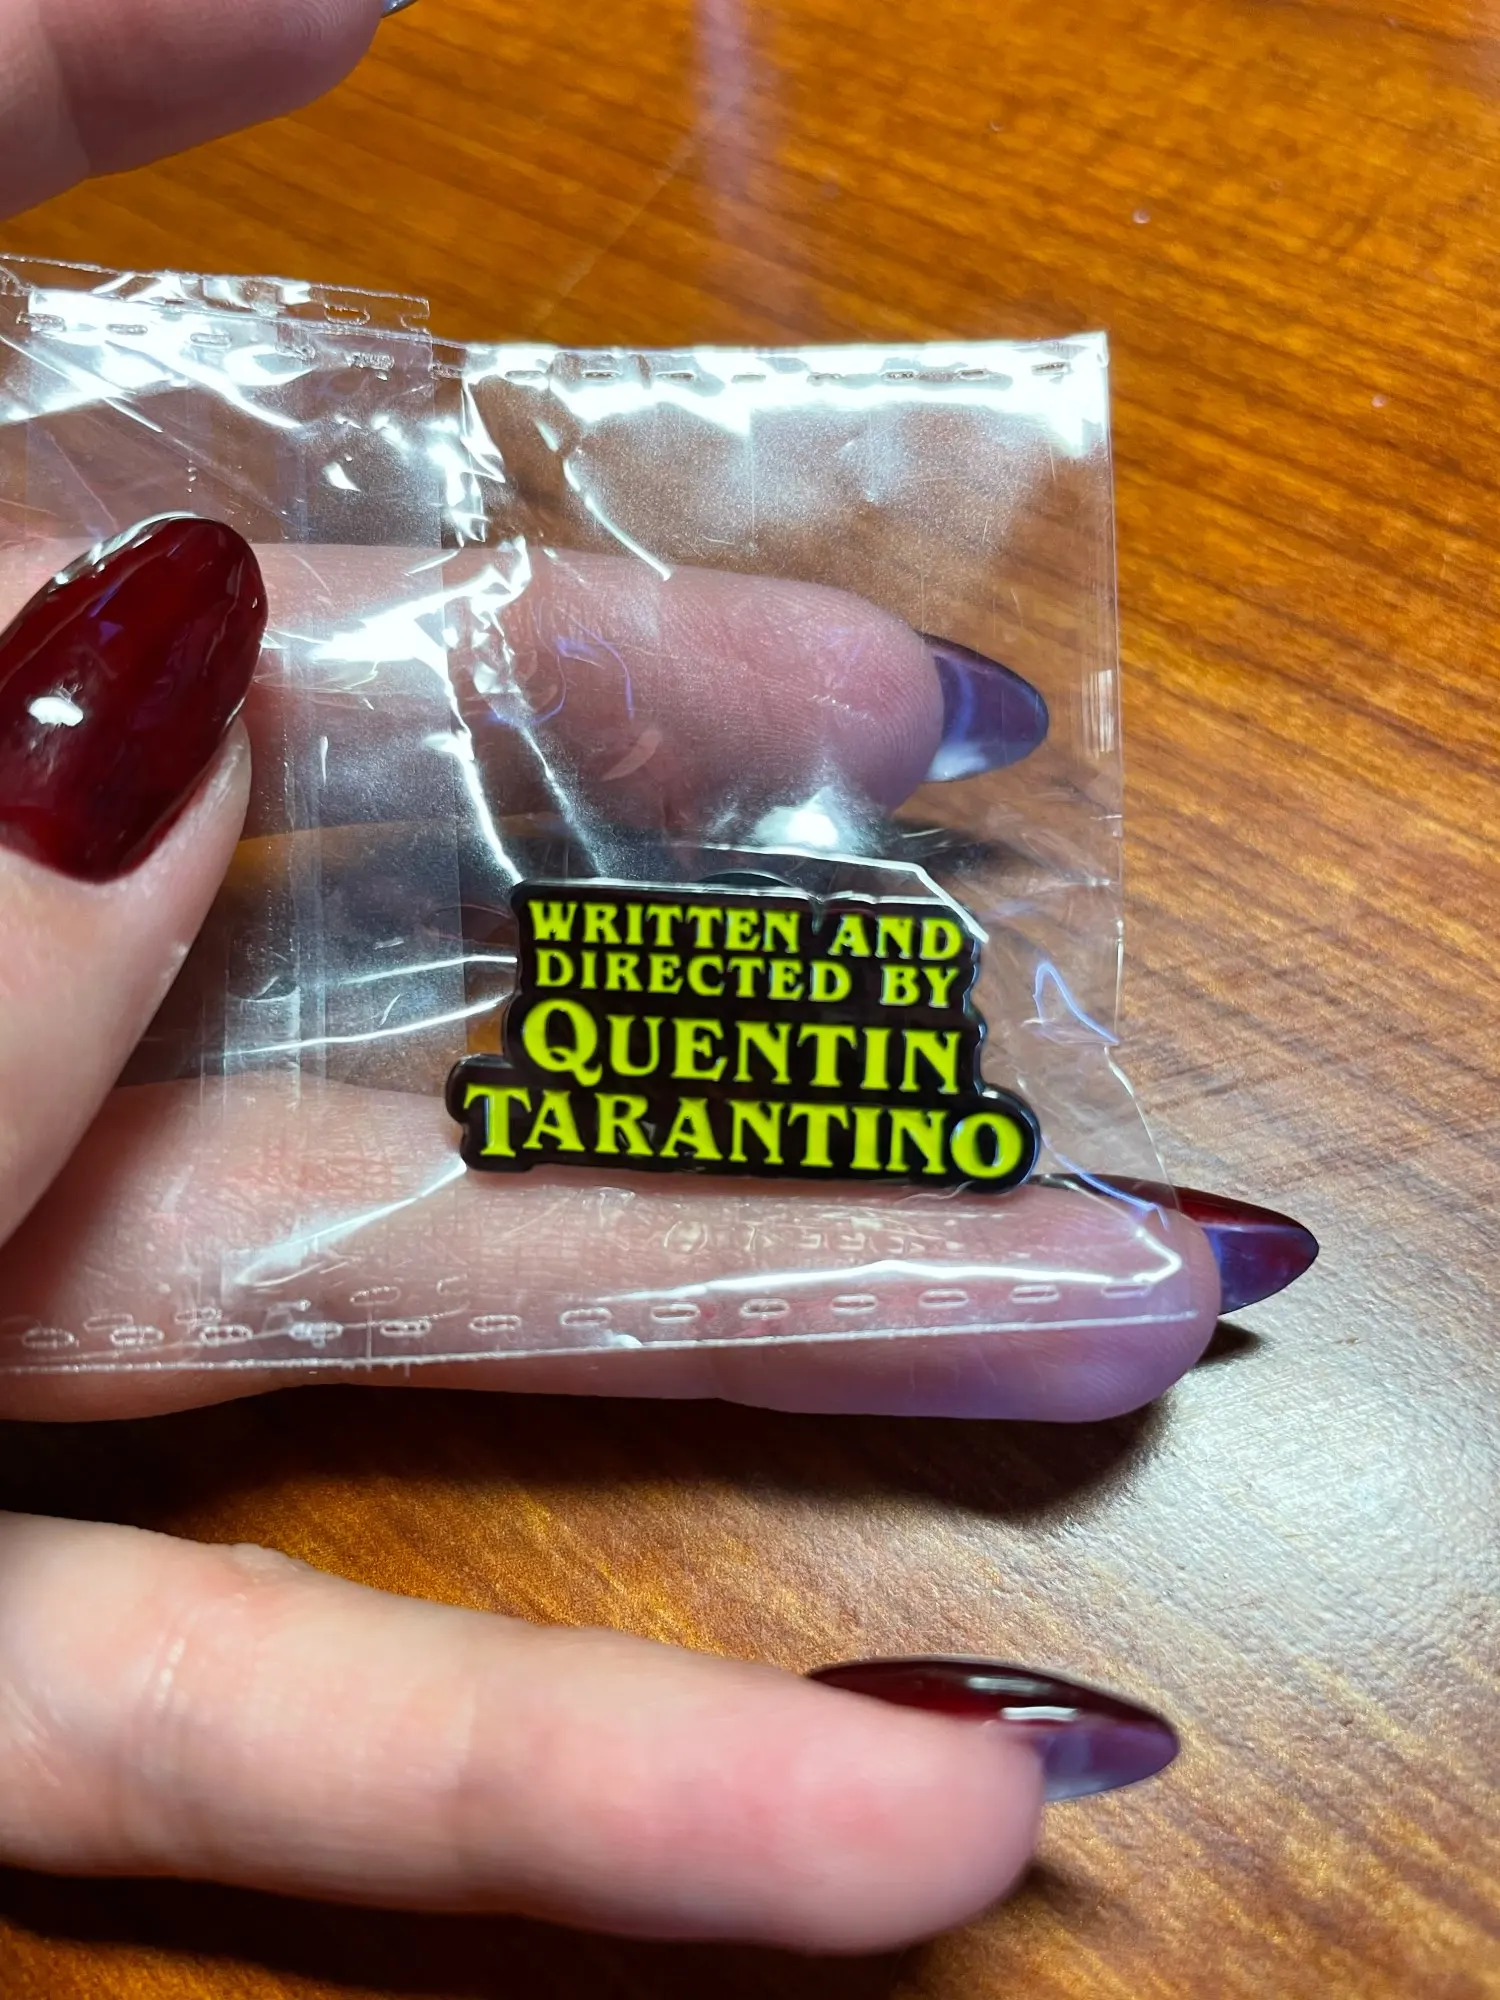 WRITTEN AND
DIRECTED BY
QUENTIN
TARANTINO